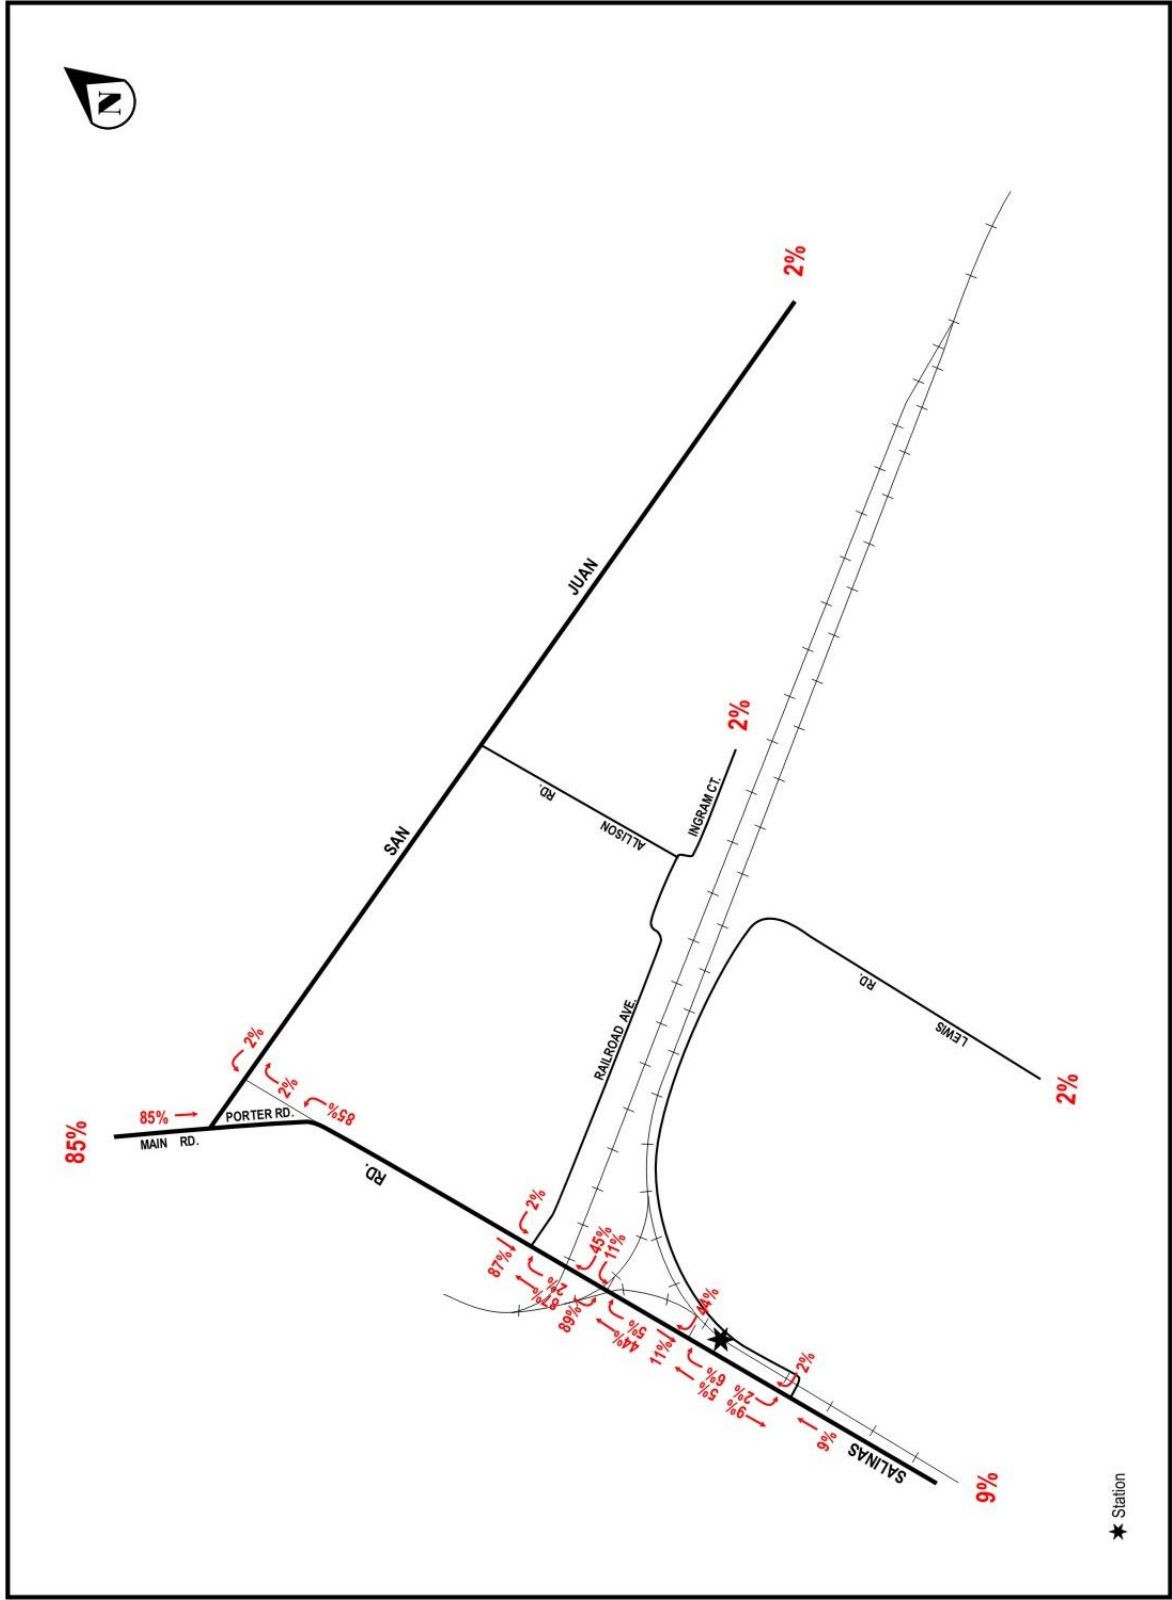 N
2%
JUAN
2%
INGRAM CT.
RD.
ALLISON
SAN
RD.
LEWIS
2%
RAILROAD AVE.
2%
2%
85%
85%
PORTER RD.
85%
MAIN RD.
RD.
2%
87%
2%
87%
45%
11%
89%
5%
44%
11%
44%
6%
5%
2%
2%
9%
9%
SALINAS
9%
Station